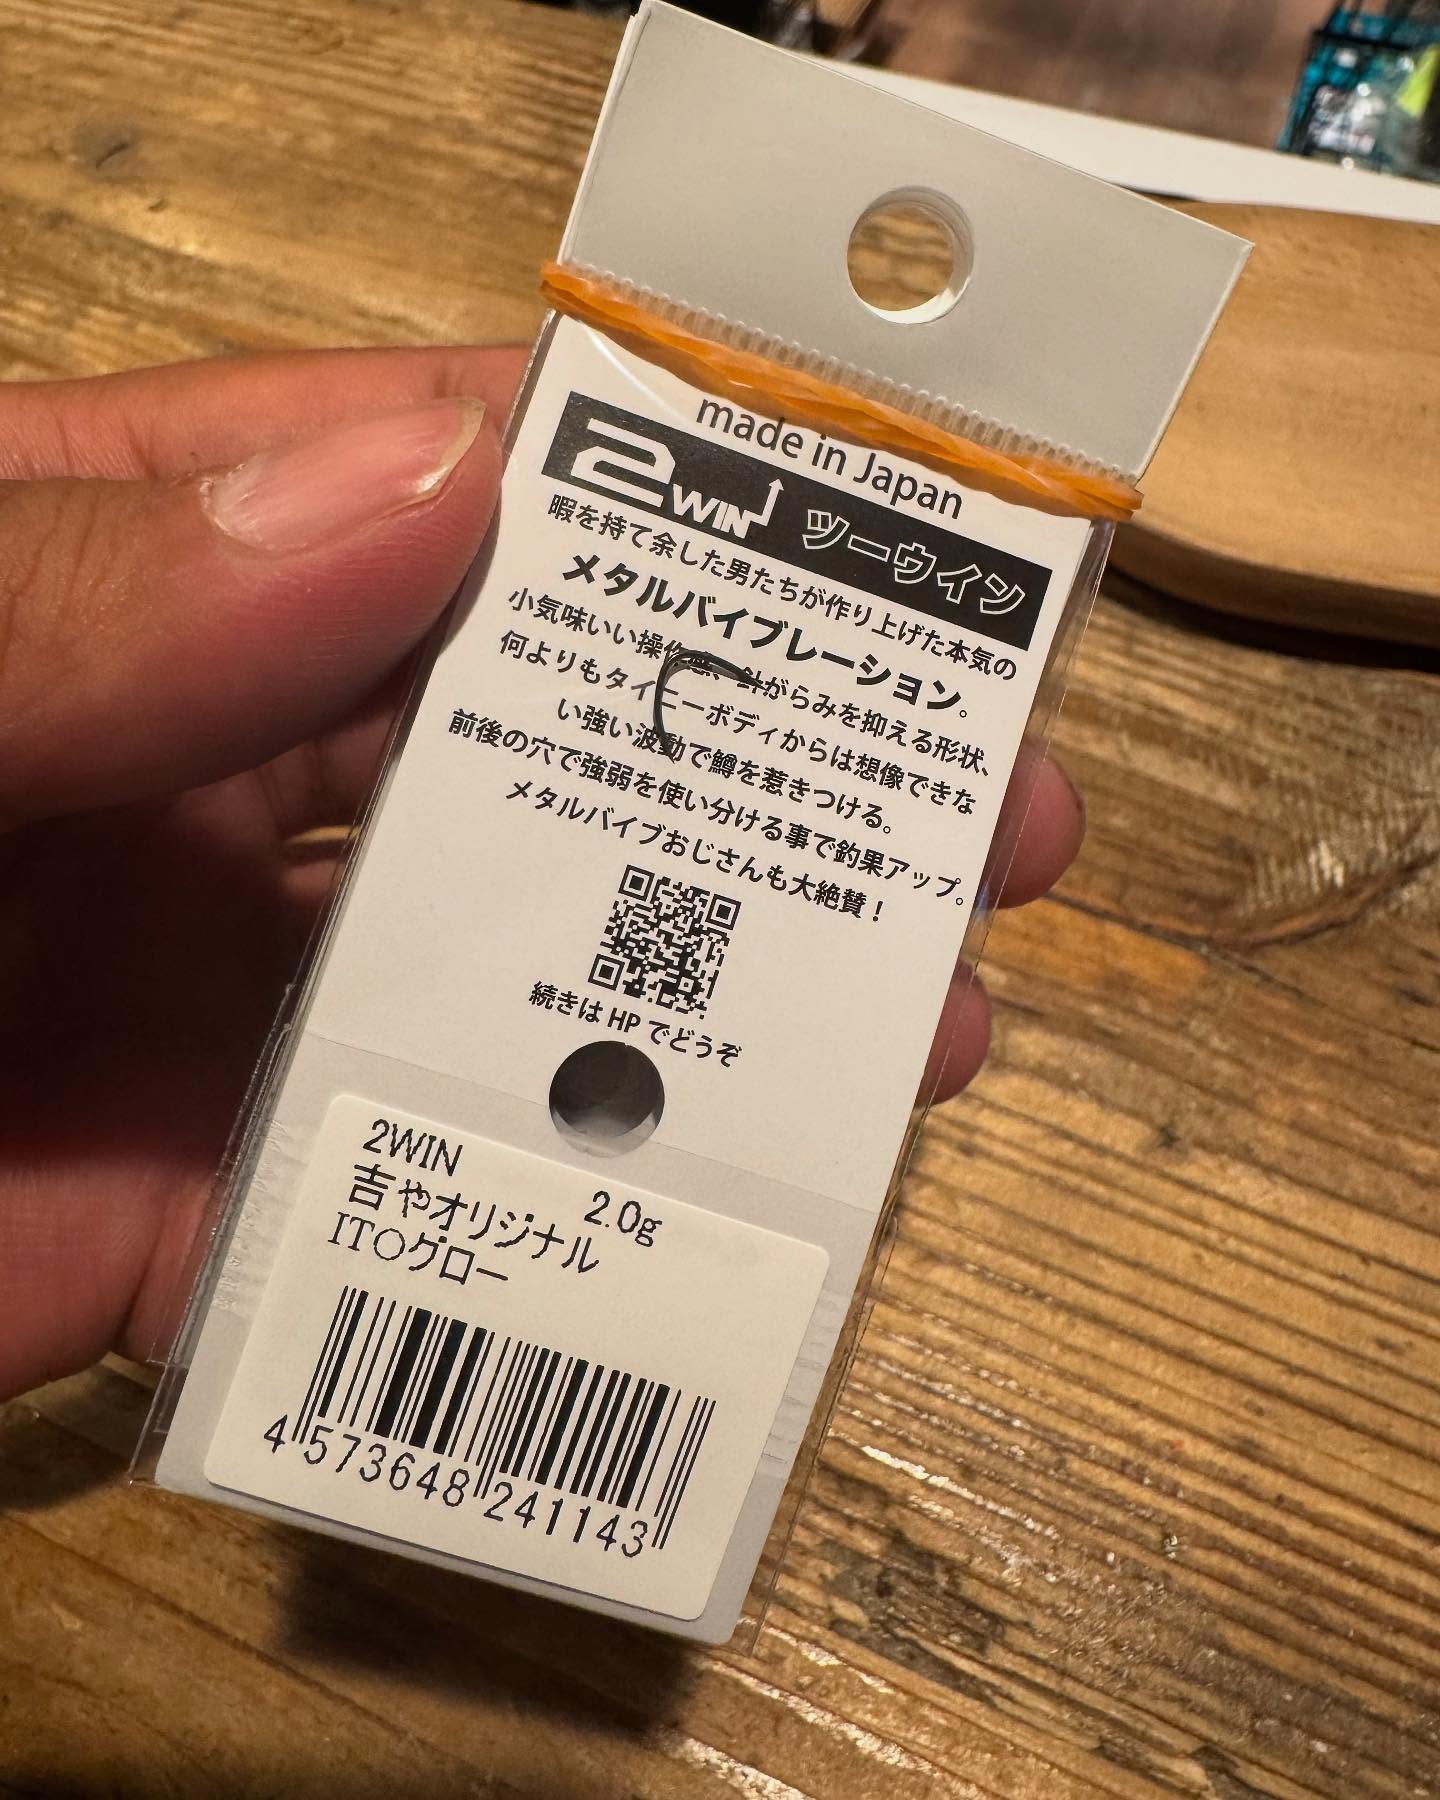 made in Japan
2WIN ツーウイン
暇を持て余した男たちが作り上げた本気の
メタルバイブレーション。
小気味いい操作感、針がらみを抑える形状、
何よりもタイニーボディからは想像できな
い強い波動で鱒を惹きつける。
前後の穴で強弱を使い分ける事で釣果アップ。
メタルバイブおじさんも大絶賛！
続きは HP でどうぞ
2WIN 2.0g
吉やオリジナル
ITOグロー
4 573648 241143